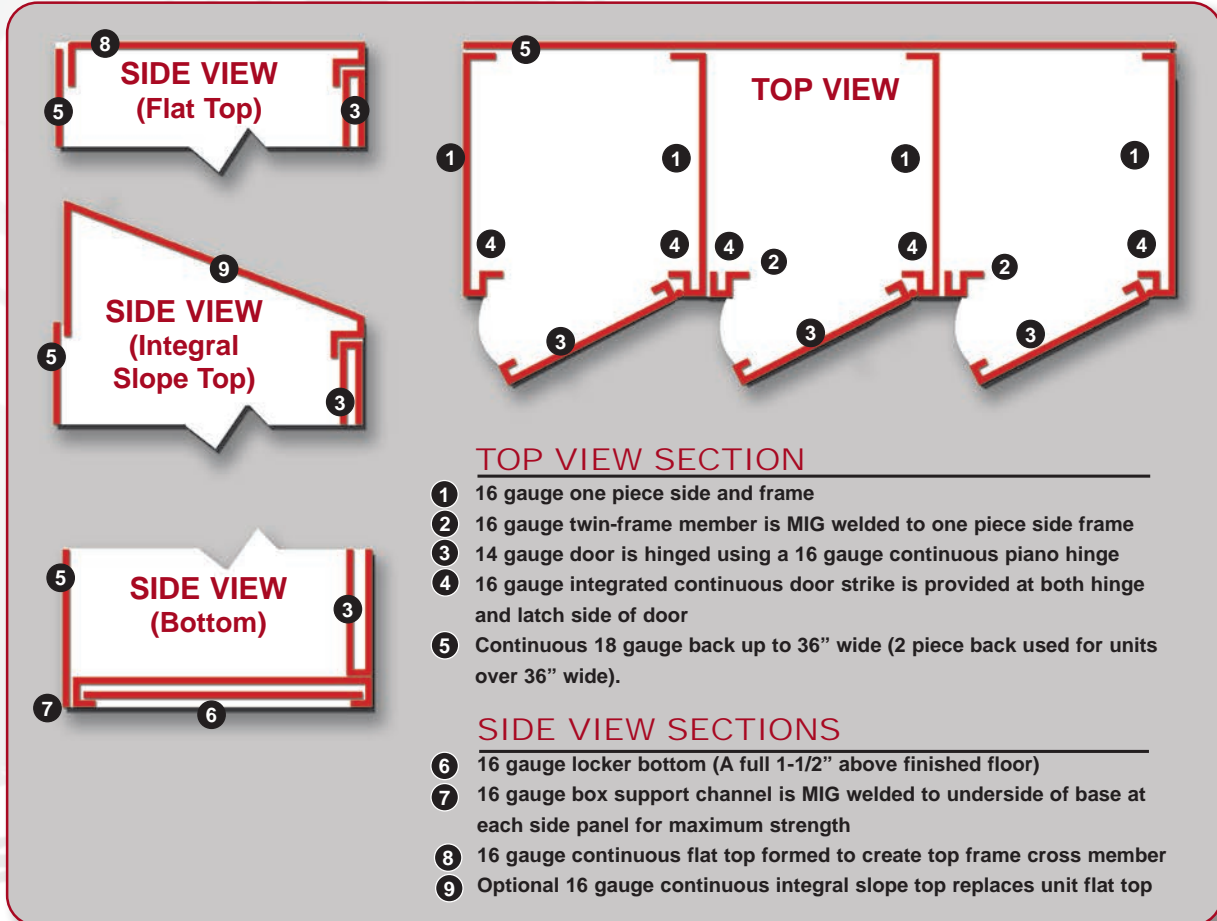 8
SIDE VIEW
(Flat Top)
5
3
5
TOP VIEW
1
1
1
1
4
4
4
2
4
4
2
3
3
3
9
SIDE VIEW
(Integral
Slope Top)
5
3
5
SIDE VIEW
(Bottom)
3
7
6
TOP VIEW SECTION
1 16 gauge one piece side and frame
2 16 gauge twin-frame member is MIG welded to one piece side frame
3 14 gauge door is hinged using a 16 gauge continuous piano hinge
4 16 gauge integrated continuous door strike is provided at both hinge
and latch side of door
5 Continuous 18 gauge back up to 36” wide (2 piece back used for units
over 36” wide).
SIDE VIEW SECTIONS
6 16 gauge locker bottom (A full 1-1/2” above finished floor)
7 16 gauge box support channel is MIG welded to underside of base at
each side panel for maximum strength
8 16 gauge continuous flat top formed to create top frame cross member
9 Optional 16 gauge continuous integral slope top replaces unit flat top